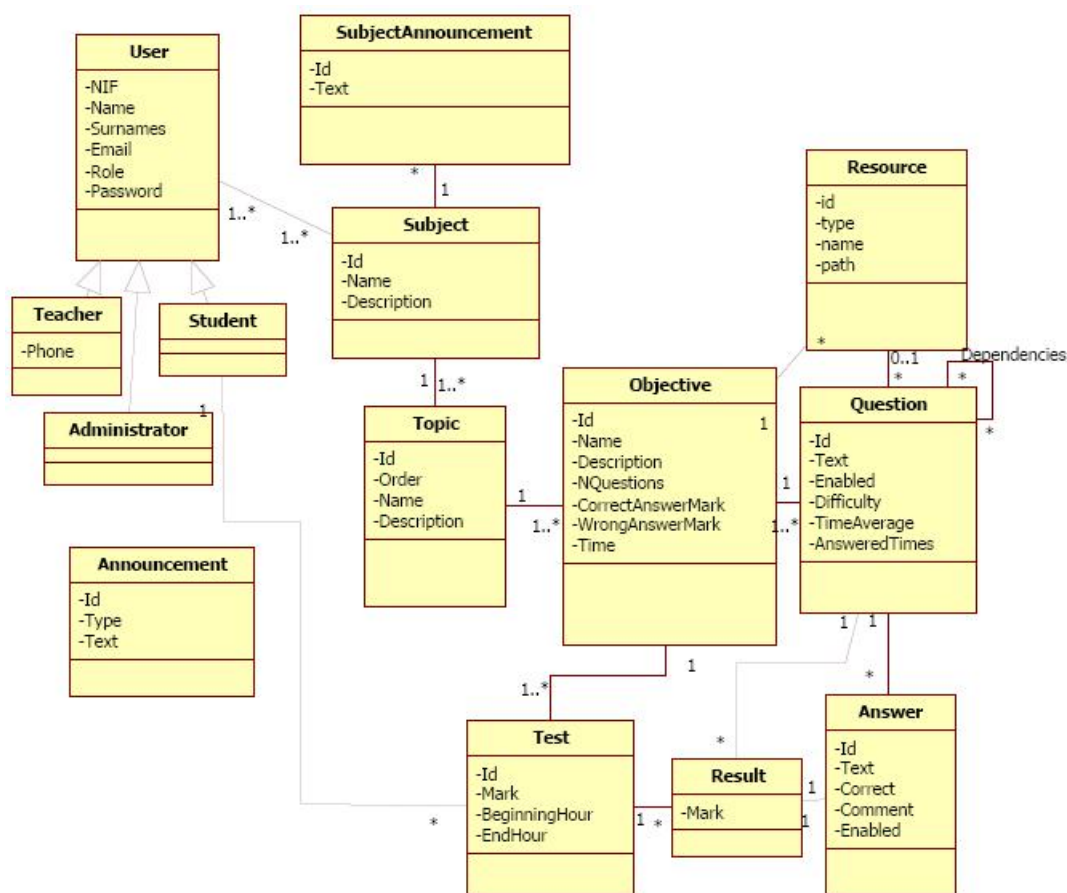 User
-NIF
-Name
-Surnames
-Email
-Role
-Password
SubjectAnnouncement
-Id
-Text
*
1
1..*
1..*
Subject
-Id
-Name
-Description
Resource
-id
-type
-name
-path
Teacher
-Phone
Student
Administrator
1
1
1..*
Topic
-Id
-Order
-Name
-Description
1
1..*
Objective
-Id
-Name
-Description
-NQuestions
-CorrectAnswerMark
-WrongAnswerMark
-Time
*
1
0..1
*
Dependencies
*
*
Question
-Id
-Text
-Enabled
-Difficulty
-TimeAverage
-AnsweredTimes
1
1..*
Announcement
-Id
-Type
-Text
1
1..*
1
1
*
*
Test
-Id
-Mark
-BeginningHour
-EndHour
*
1
*
Result
-Mark
1
1
Answer
-Id
-Text
-Correct
-Comment
-Enabled